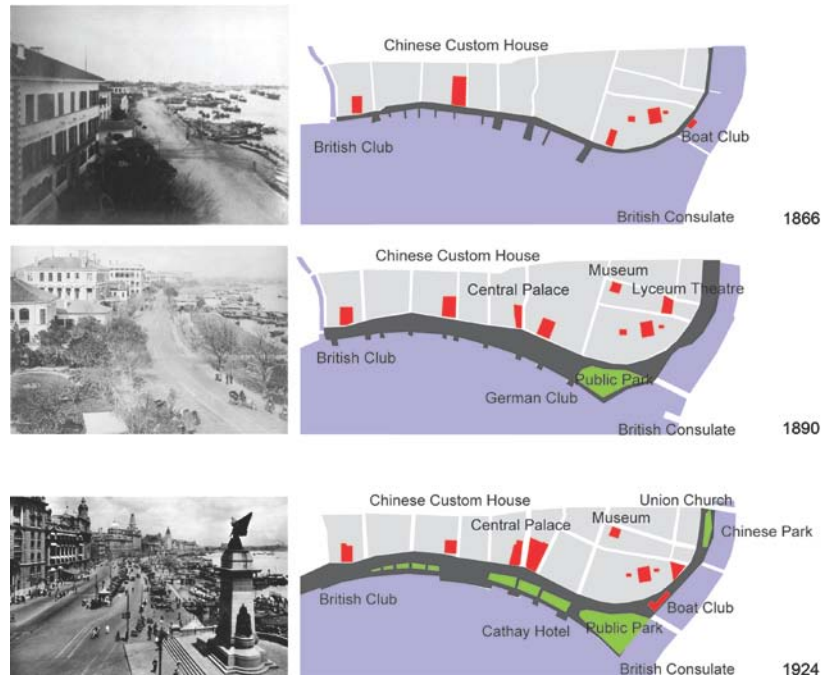 Chinese Custom House
British Club
Boat Club
British Consulate
1866
Chinese Custom House
Museum
Central Palace
Lyceum Theatre
British Club
Public Park
German Club
British Consulate
1890
Union Church
Chinese Custom House
Central Palace
Museum
Chinese Park
British Club
Boat Club
Cathay Hotel
Public Park
British Consulate
1924